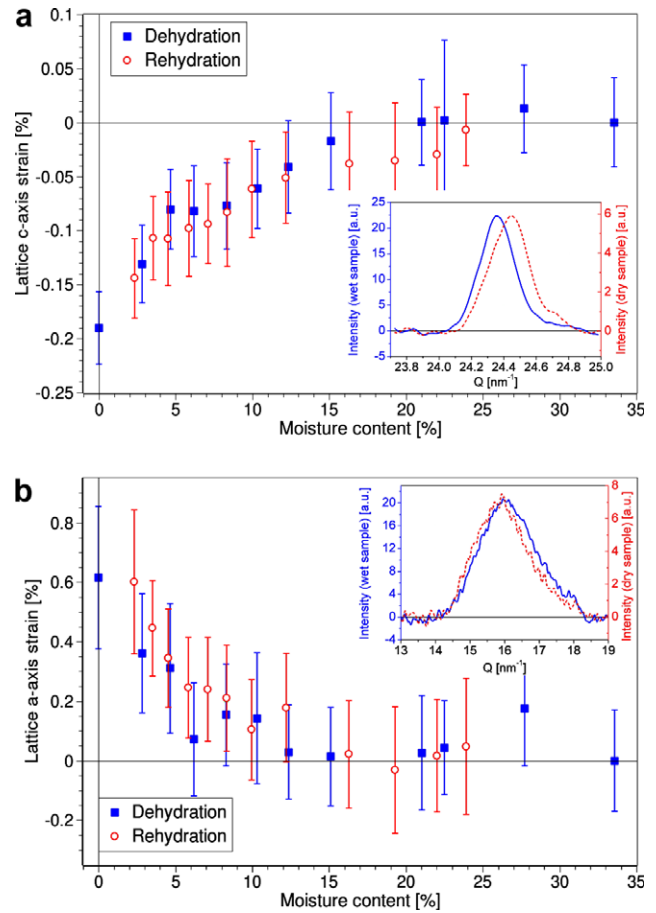 a
0.1
0.05
0
-0.05
-0.1
-0.15
-0.2
-0.25
Lattice c-axis strain [%]
Dehydration
Rehydration
0 5 10 15 20 25 30 35
Moisture content [%]
25
20
15
10
5
0
-5
Intensity (wet sample) [a.u.]
6
4
2
0
Intensity (dry sample) [a.u.]
23.8 24.0 24.2 24.4 24.6 24.8 25.0
Q [nm-1]
b
0.8
0.6
0.4
0.2
0
-0.2
Lattice a-axis strain [%]
Dehydration
Rehydration
0 5 10 15 20 25 30 35
Moisture content [%]
20
16
12
8
4
0
-4
Intensity (wet sample) [a.u.]
8
6
4
2
0
Intensity (dry sample) [a.u.]
13 14 15 16 17 18 19
Q [nm-1]